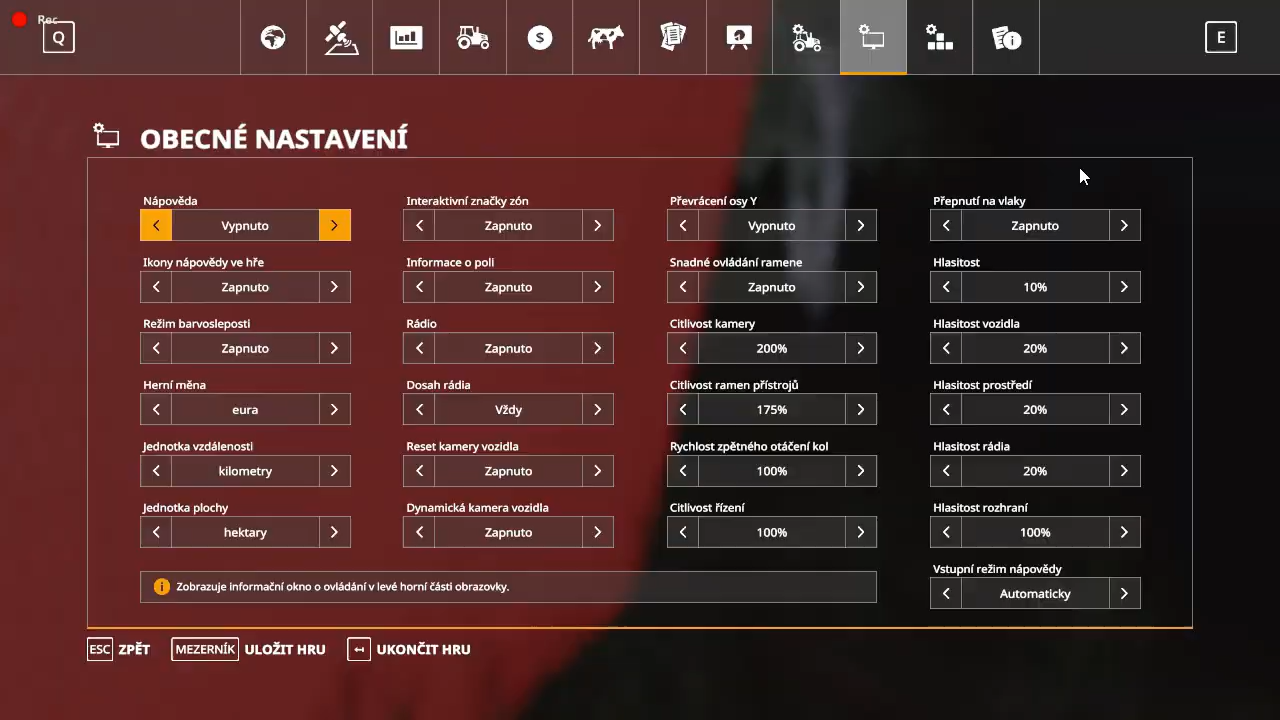 Rec
Q
E
OBECNÉ NASTAVENÍ
Nápověda
Vypnuto
Ikony nápovědy ve hře
Zapnuto
Režim barvosleposti
Zapnuto
Herní měna
eura
Jednotka vzdálenosti
kilometry
Jednotka plochy
hektary
Interaktivní značky zón
Zapnuto
Informace o poli
Zapnuto
Rádio
Zapnuto
Dosah rádia
Vždy
Reset kamery vozidla
Zapnuto
Dynamická kamera vozidla
Zapnuto
Převrácení osy Y
Vypnuto
Snadné ovládání ramene
Zapnuto
Citlivost kamery
200%
Citlivost ramen přístrojů
175%
Rychlost zpětného otáčení kol
100%
Citlivost řízení
100%
Přepnutí na vlaky
Zapnuto
Hlasitost
10%
Hlasitost vozidla
20%
Hlasitost prostředí
20%
Hlasitost rádia
20%
Hlasitost rozhraní
100%
Vstupní režim nápovědy
Automaticky
Zobrazuje informační okno o ovládání v levé horní části obrazovky.
ESC ZPĚT MEZERNÍK ULOŽIT HRU UKONČIT HRU